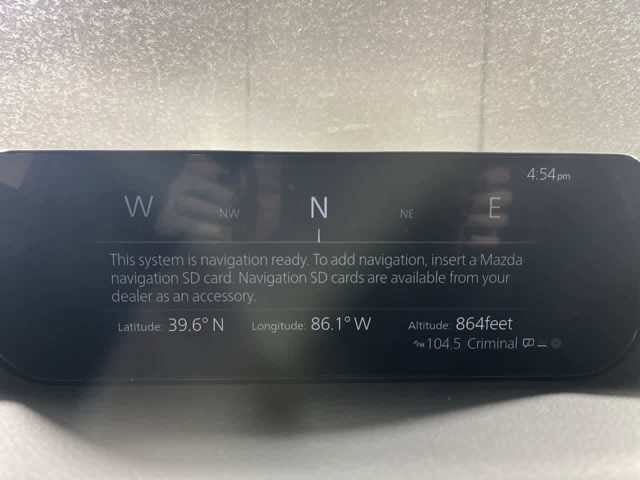 4:54pm
W NW N NE E
This system is navigation ready. To add navigation, insert a Mazda
navigation SD card. Navigation SD cards are available from your
dealer as an accessory.
Latitude: 39.6° N Longitude: 86.1° W Altitude: 864feet
FM 104.5 Criminal